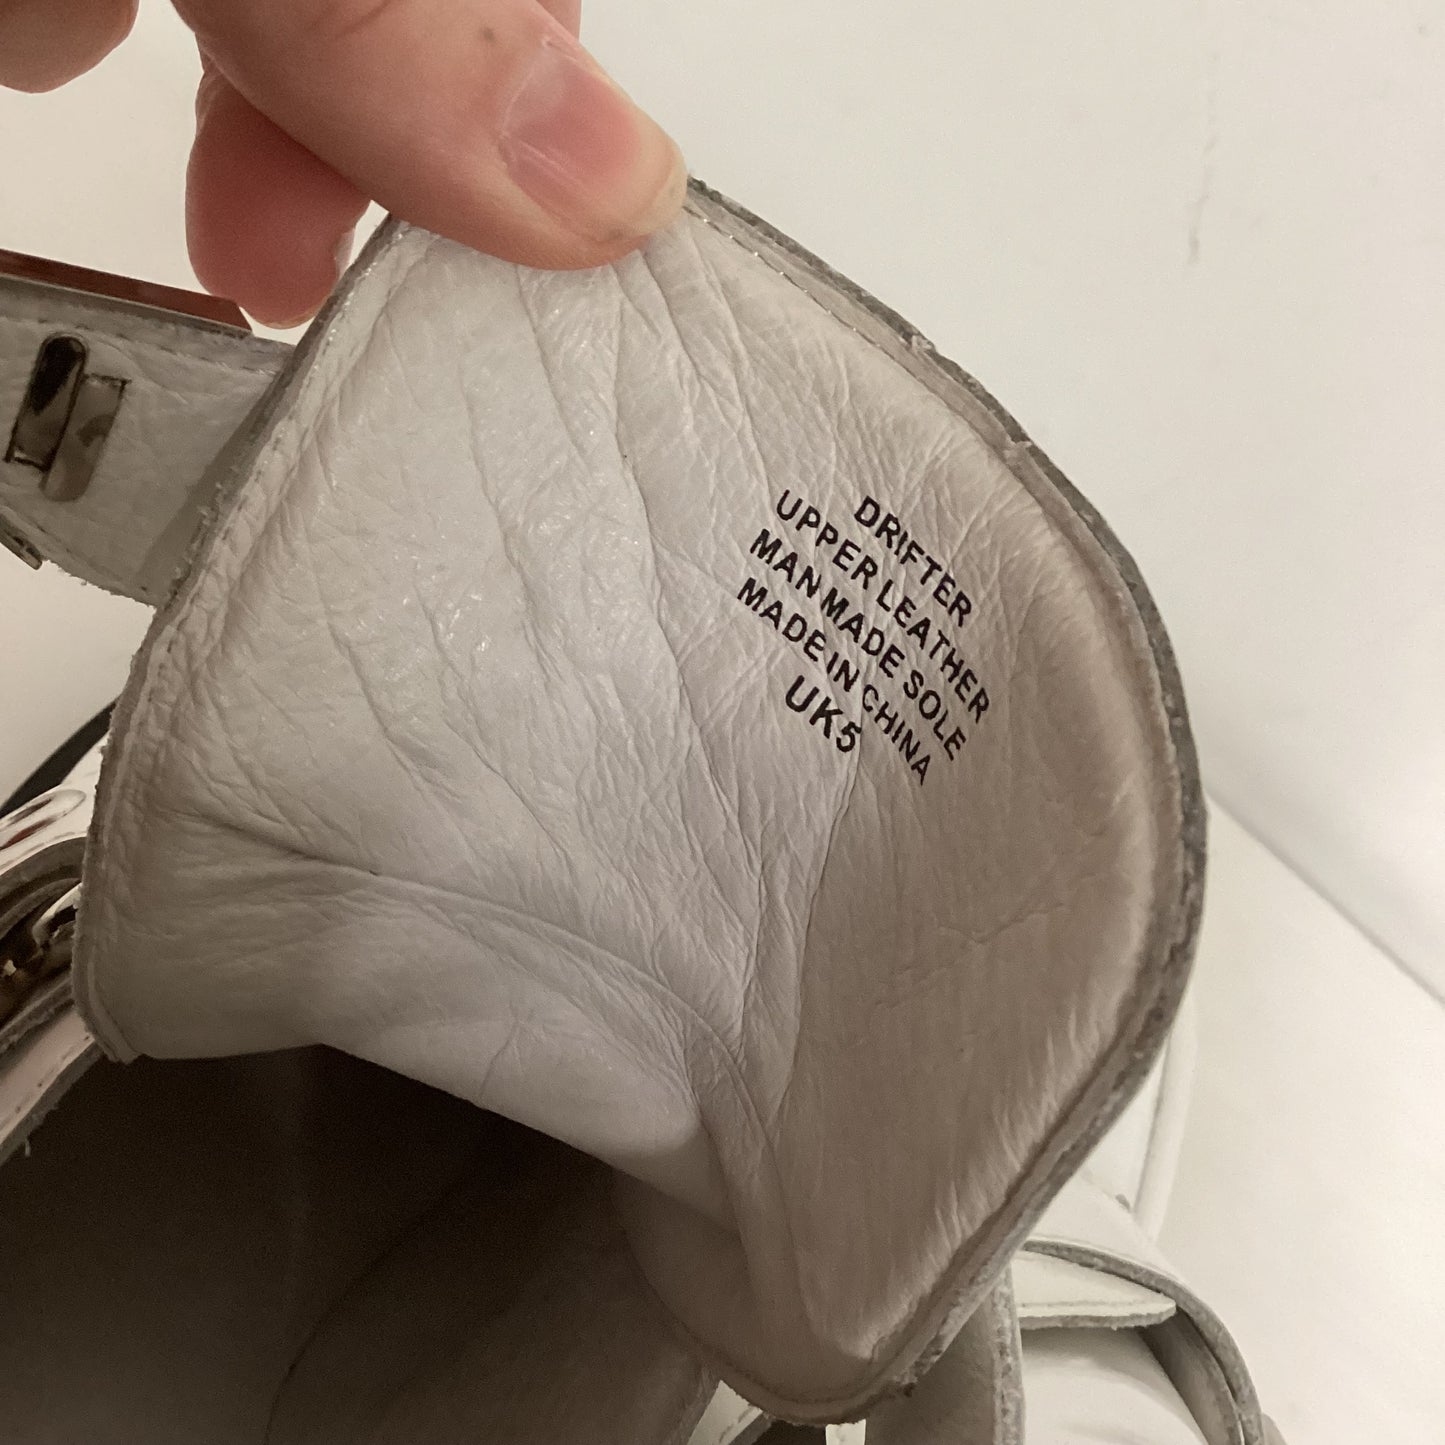 DRIFTER
UPPER LEATHER
MAN MADE SOLE
MADE IN CHINA
UK5